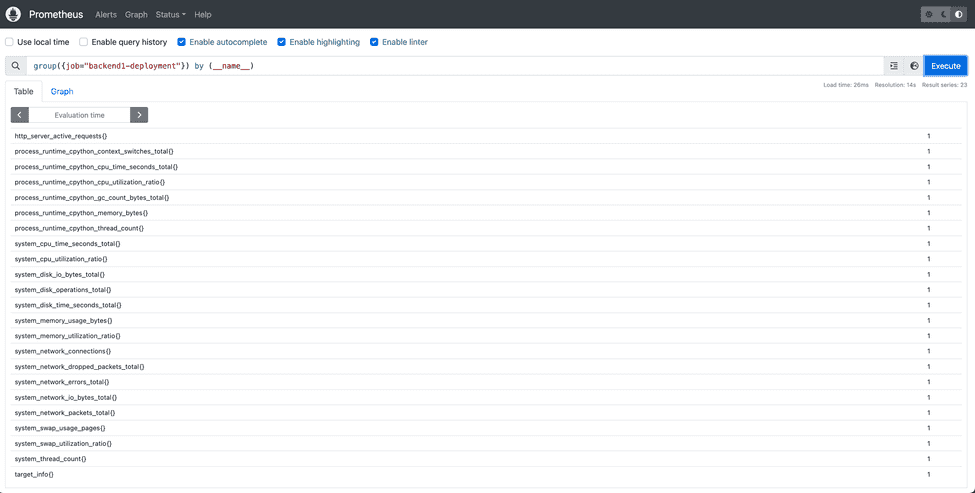 Prometheus Alerts Graph Status Help
Use local time Enable query history Enable autocomplete Enable highlighting Enable linter
group({job="backend1-deployment"}) by (__name__) Execute
Load time: 26ms Resolution: 14s Result series: 23
Table Graph
Evaluation time
http_server_active_requests{} 1
process_runtime_cpython_context_switches_total{} 1
process_runtime_cpython_cpu_time_seconds_total{} 1
process_runtime_cpython_cpu_utilization_ratio{} 1
process_runtime_cpython_gc_count_bytes_total{} 1
process_runtime_cpython_memory_bytes{} 1
process_runtime_cpython_thread_count{} 1
system_cpu_time_seconds_total{} 1
system_cpu_utilization_ratio{} 1
system_disk_io_bytes_total{} 1
system_disk_operations_total{} 1
system_disk_time_seconds_total{} 1
system_memory_usage_bytes{} 1
system_memory_utilization_ratio{} 1
system_network_connections{} 1
system_network_dropped_packets_total{} 1
system_network_errors_total{} 1
system_network_io_bytes_total{} 1
system_network_packets_total{} 1
system_swap_usage_pages{} 1
system_swap_utilization_ratio{} 1
system_thread_count{} 1
target_info{} 1